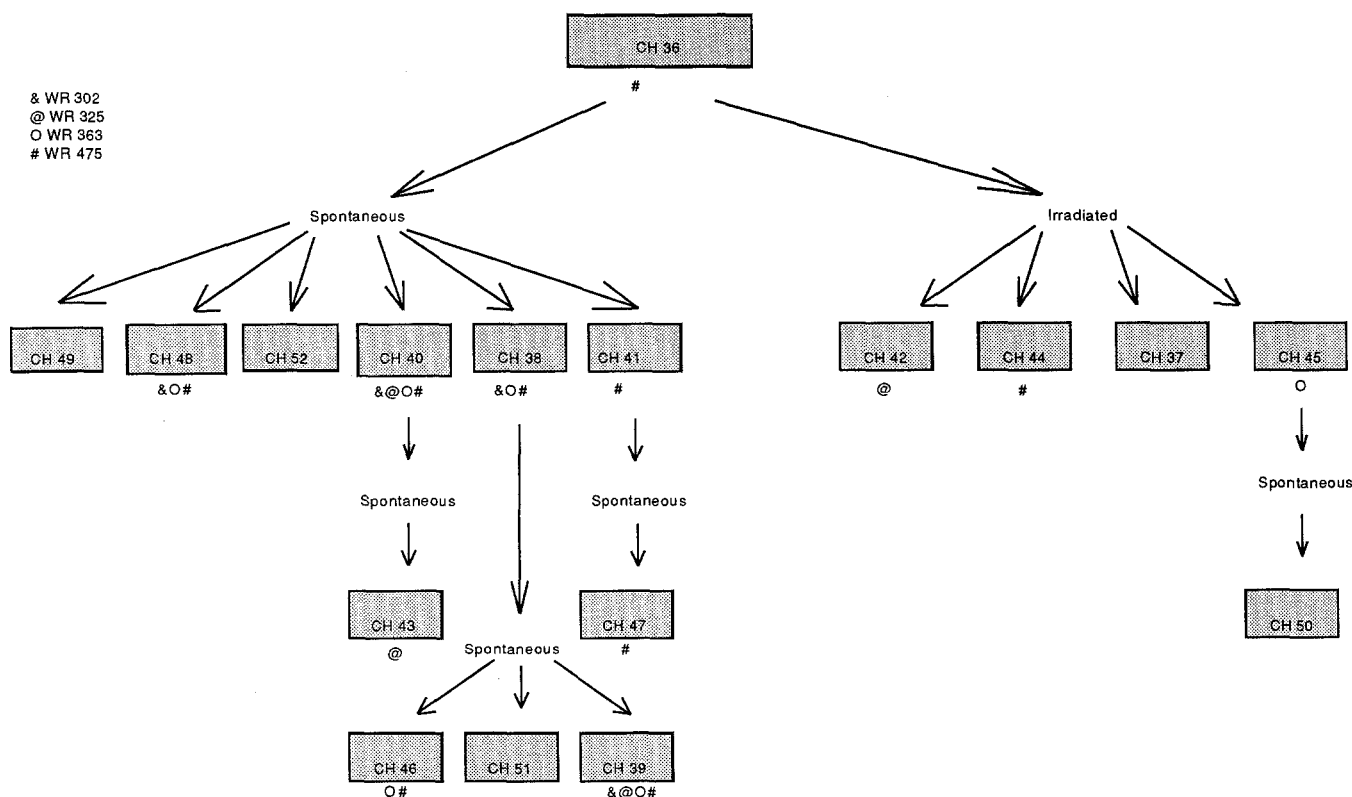 CH 36
#
& WR 302
@ WR 325
O WR 363
# WR 475
Spontaneous
Irradiated
CH 49
CH 48
CH 52
CH 40
CH 38
CH 41
CH 42
CH 44
CH 37
CH 45
&O#
&@O#
&O#
#
@
#
O
Spontaneous
Spontaneous
Spontaneous
CH 43
CH 47
CH 50
@
Spontaneous
#
CH 46
CH 51
CH 39
O#
&@O#